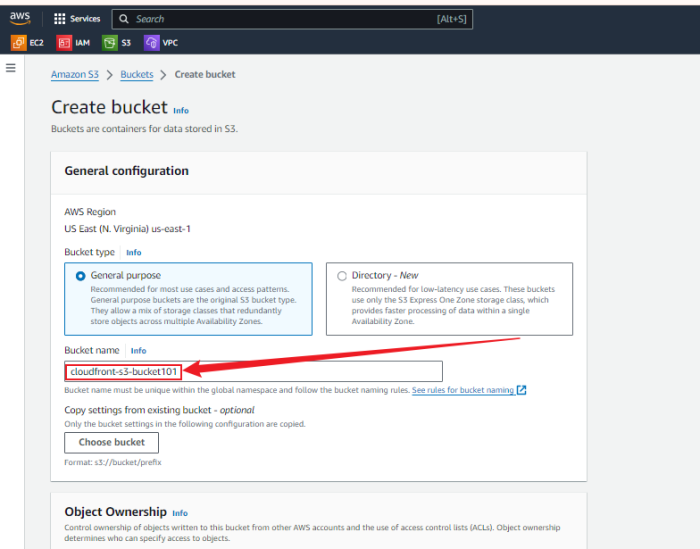 aws Services Search [Alt+S]
EC2 IAM S3 VPC
Amazon S3 > Buckets > Create bucket
Create bucket Info
Buckets are containers for data stored in S3.
General configuration
AWS Region
US East (N. Virginia) us-east-1
Bucket type Info
General purpose
Recommended for most use cases and access patterns.
General purpose buckets are the original S3 bucket type.
They allow a mix of storage classes that redundantly
store objects across multiple Availability Zones.
Directory - New
Recommended for low-latency use cases. These buckets
use only the S3 Express One Zone storage class, which
provides faster processing of data within a single
Availability Zone.
Bucket name Info
cloudfront-s3-bucket101
Bucket name must be unique within the global namespace and follow the bucket naming rules. See rules for bucket naming
Copy settings from existing bucket - optional
Only the bucket settings in the following configuration are copied.
Choose bucket
Format: s3://bucket/prefix
Object Ownership Info
Control ownership of objects written to this bucket from other AWS accounts and the use of access control lists (ACLs). Object ownership
determines who can specify access to objects.